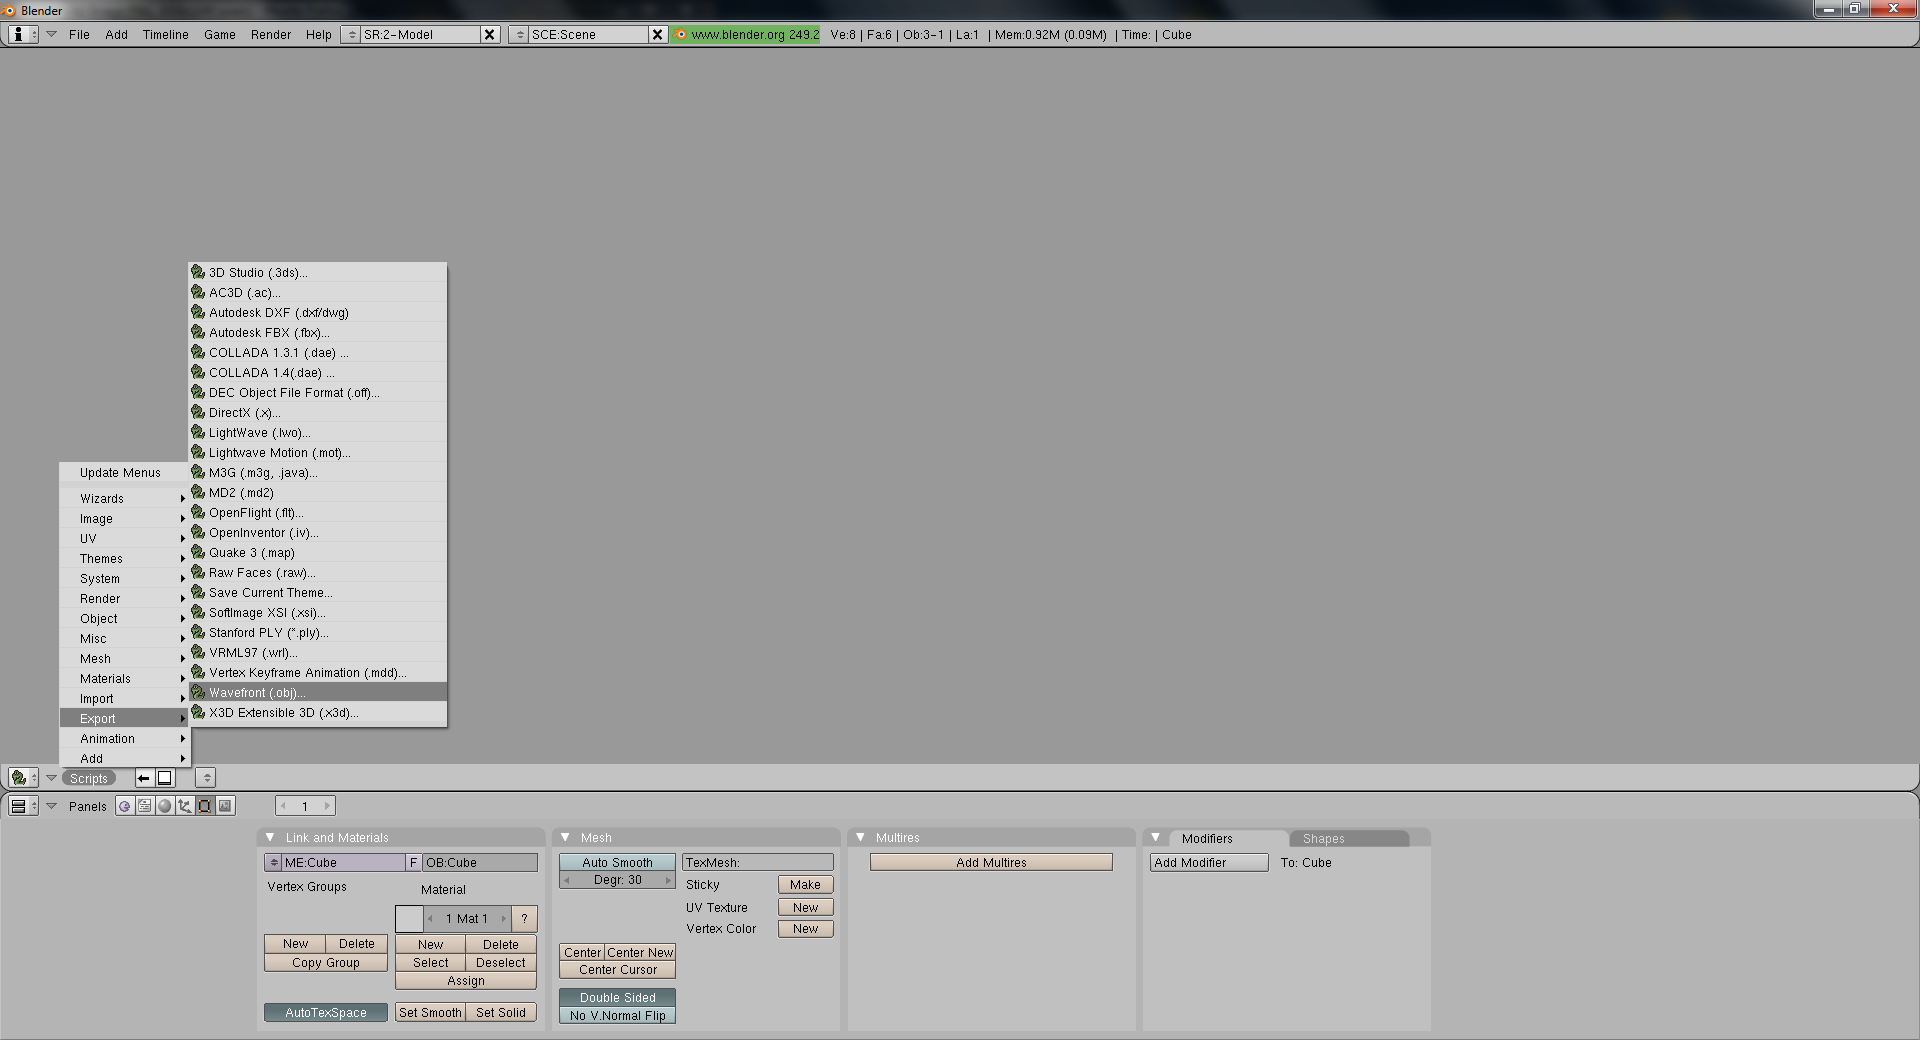 Blender
File Add Timeline Game Render Help SR:2-Model SCE:Scene www.blender.org 249.2 Ve:8 | Fa:6 | Ob:3-1 | La:1 | Mem:0.92M (0.09M) | Time: | Cube
3D Studio (.3ds)...
AC3D (.ac)...
Autodesk DXF (.dxf/dwg)
Autodesk FBX (.fbx)...
COLLADA 1.3.1 (.dae) ...
COLLADA 1.4(.dae) ...
DEC Object File Format (.off)...
DirectX (.x)...
LightWave (.lwo)...
Lightwave Motion (.mot)...
M3G (.m3g, .java)...
MD2 (.md2)
OpenFlight (.flt)...
OpenInventor (.iv)...
Quake 3 (.map)
Raw Faces (.raw)...
Save Current Theme...
SoftImage XSI (.xsi)...
Stanford PLY (*.ply)...
VRML97 (.wrl)...
Vertex Keyframe Animation (.mdd)...
Wavefront (.obj)...
X3D Extensible 3D (.x3d)...
Update Menus
Wizards
Image
UV
Themes
System
Render
Object
Misc
Mesh
Materials
Import
Export
Animation
Add
Scripts
Panels 1
Link and Materials
ME:Cube F OB:Cube
Vertex Groups
Material
1 Mat 1 ?
New Delete New Delete
Copy Group Select Deselect
Assign
AutoTexSpace Set Smooth Set Solid
Mesh
Auto Smooth TexMesh:
Degr: 30 Sticky Make
UV Texture New
Vertex Color New
Center Center New
Center Cursor
Double Sided
No V.Normal Flip
Multires
Add Multires
Modifiers Shapes
Add Modifier To: Cube